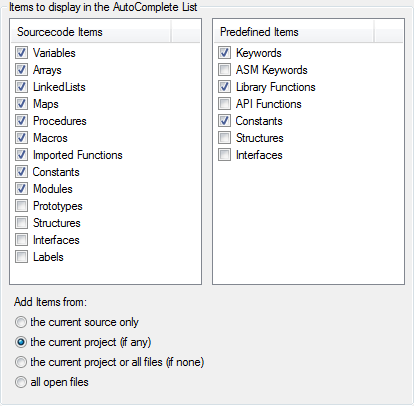 Items to display in the AutoComplete List
Sourcecode Items
Variables
Arrays
LinkedLists
Maps
Procedures
Macros
Imported Functions
Constants
Modules
Prototypes
Structures
Interfaces
Labels
Predefined Items
Keywords
ASM Keywords
Library Functions
API Functions
Constants
Structures
Interfaces
Add Items from:
the current source only
the current project (if any)
the current project or all files (if none)
all open files